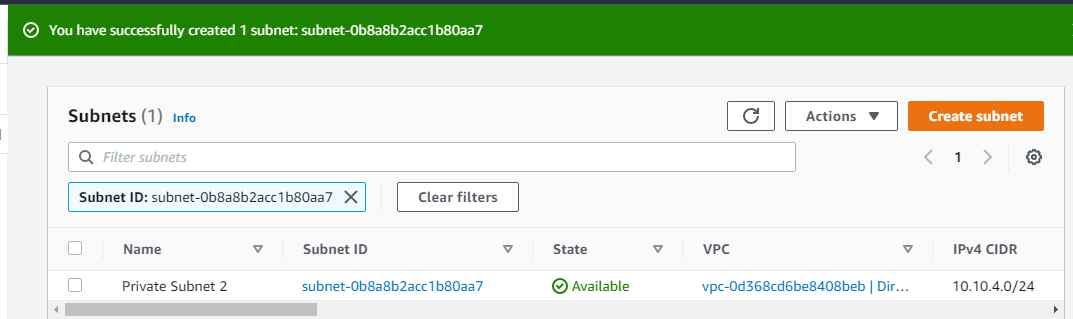 You have successfully created 1 subnet: subnet-0b8a8b2acc1b80aa7
Subnets (1) Info
Actions
Create subnet
Filter subnets
1
Subnet ID: subnet-0b8a8b2acc1b80aa7
Clear filters
Name Subnet ID State VPC IPv4 CIDR
Private Subnet 2 subnet-0b8a8b2acc1b80aa7 Available vpc-0d368cd6be8408beb | Dir... 10.10.4.0/24